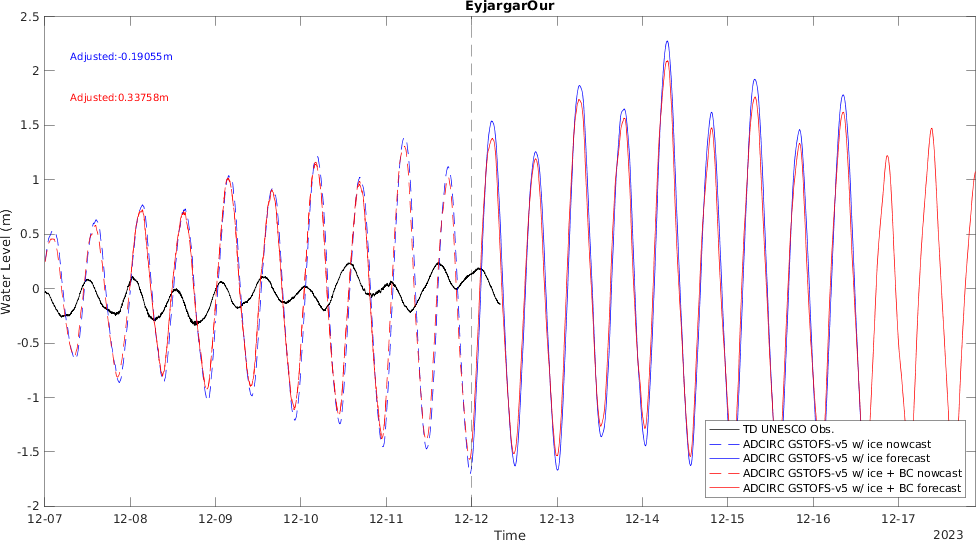 EyjargarOur
2.5
2
1.5
1
0.5
0
-0.5
-1
-1.5
-2
Water Level (m)
Adjusted:-0.19055m
Adjusted:0.33758m
TD UNESCO Obs.
ADCIRC GSTOFS-v5 w/ ice nowcast
ADCIRC GSTOFS-v5 w/ ice forecast
ADCIRC GSTOFS-v5 w/ ice + BC nowcast
ADCIRC GSTOFS-v5 w/ ice + BC forecast
12-07 12-08 12-09 12-10 12-11 12-12 12-13 12-14 12-15 12-16 12-17
Time
2023